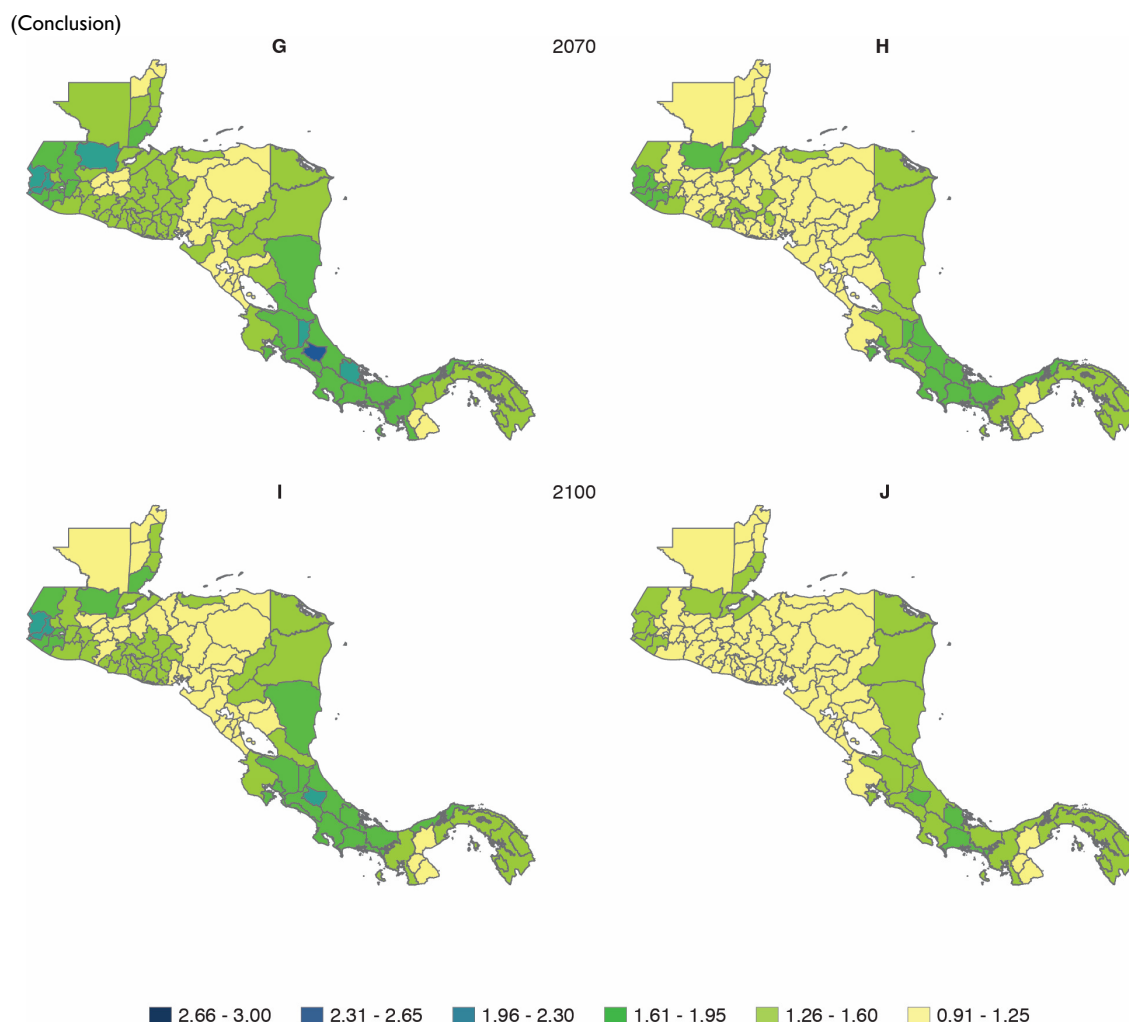 (Conclusion)
G 2070 H
I 2100 J
2.66 - 3.00 2.31 - 2.65 1.96 - 2.30 1.61 - 1.95 1.26 - 1.60 0.91 - 1.25